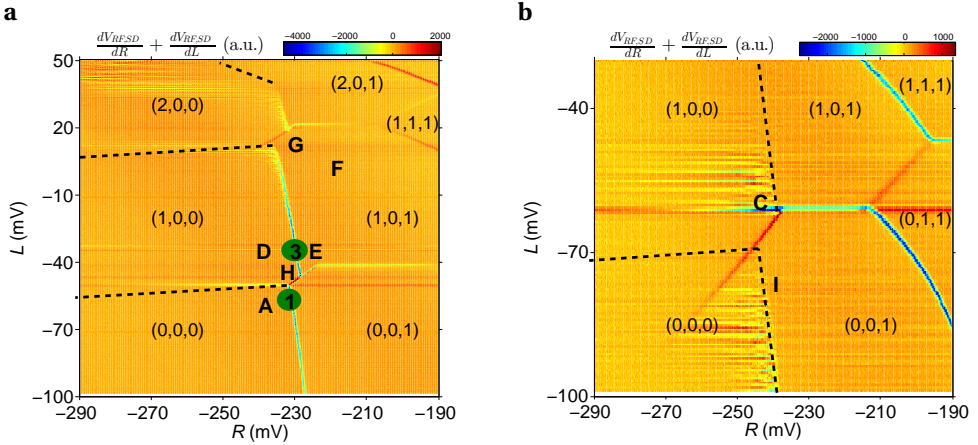 a
dV_RF,SD/dR + dV_RF,SD/dL (a.u.)
−4000 −2000 0 2000
50
20
−10
−40
−70
−100
L (mV)
(2,0,0)
(2,0,1)
(1,1,1)
G
F
(1,0,0)
(1,0,1)
D 3 E
H
A 1
(0,0,0)
(0,0,1)
−290 −270 −250 −230 −210 −190
R (mV)
b
dV_RF,SD/dR + dV_RF,SD/dL (a.u.)
−2000 −1000 0 1000
−40
−70
−100
L (mV)
(1,0,0)
(1,0,1)
(1,1,1)
C
(0,1,1)
I
(0,0,0)
(0,0,1)
−290 −270 −250 −230 −210 −190
R (mV)